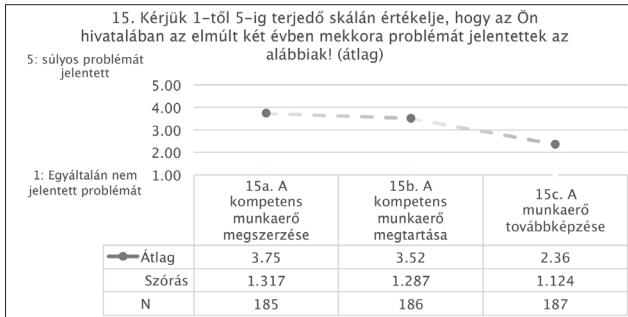 15. Kérjük 1-től 5-ig terjedő skálán értékelje, hogy az Ön
hivatalában az elmúlt két évben mekkora problémát jelentettek az
alábbiak! (átlag)
5: súlyos problémát
jelentett
5.00
4.00
3.00
2.00
1: Egyáltalán nem
jelentett problémát
1.00
15a. A
kompetens
munkaerő
megszerzése
15b. A
kompetens
munkaerő
megtartása
15c. A
munkaerő
továbbképzése
Átlag 3.75 3.52 2.36
Szórás 1.317 1.287 1.124
N 185 186 187